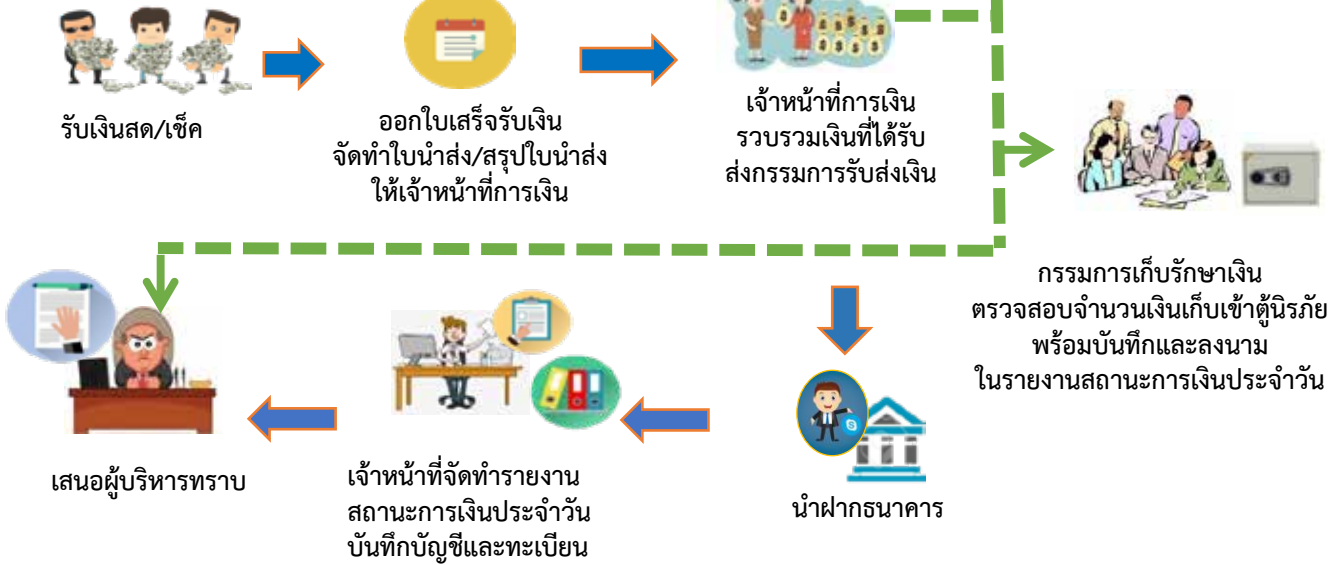 รับเงินสด/เช็ค
ออกใบเสร็จรับเงิน
จัดทำใบนำส่ง/สรุปใบนำส่ง
ให้เจ้าหน้าที่การเงิน
เจ้าหน้าที่การเงิน
รวบรวมเงินที่ได้รับ
ส่งกรรมการรับส่งเงิน
กรรมการเก็บรักษาเงิน
ตรวจสอบจำนวนเงินเก็บเข้าตู้นิรภัย
พร้อมบันทึกและลงนาม
ในรายงานสถานะการเงินประจำวัน
นำฝากธนาคาร
เจ้าหน้าที่จัดทำรายงาน
สถานะการเงินประจำวัน
บันทึกบัญชีและทะเบียน
เสนอผู้บริหารทราบ